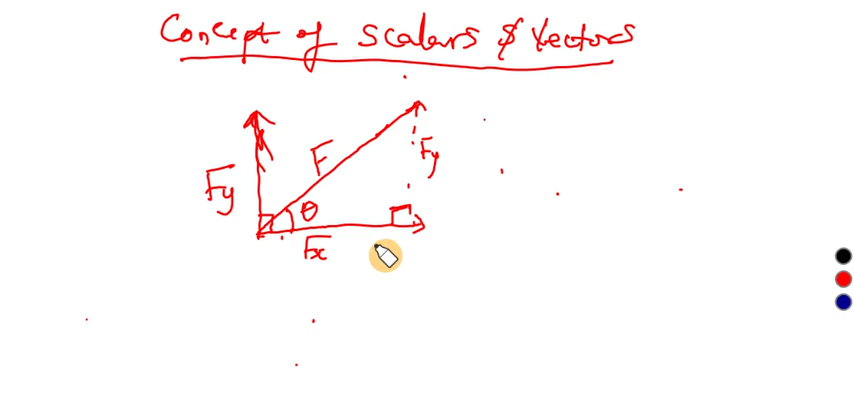 Concept of Scalars & Vectors
F
Fy
Fy
θ
Fx